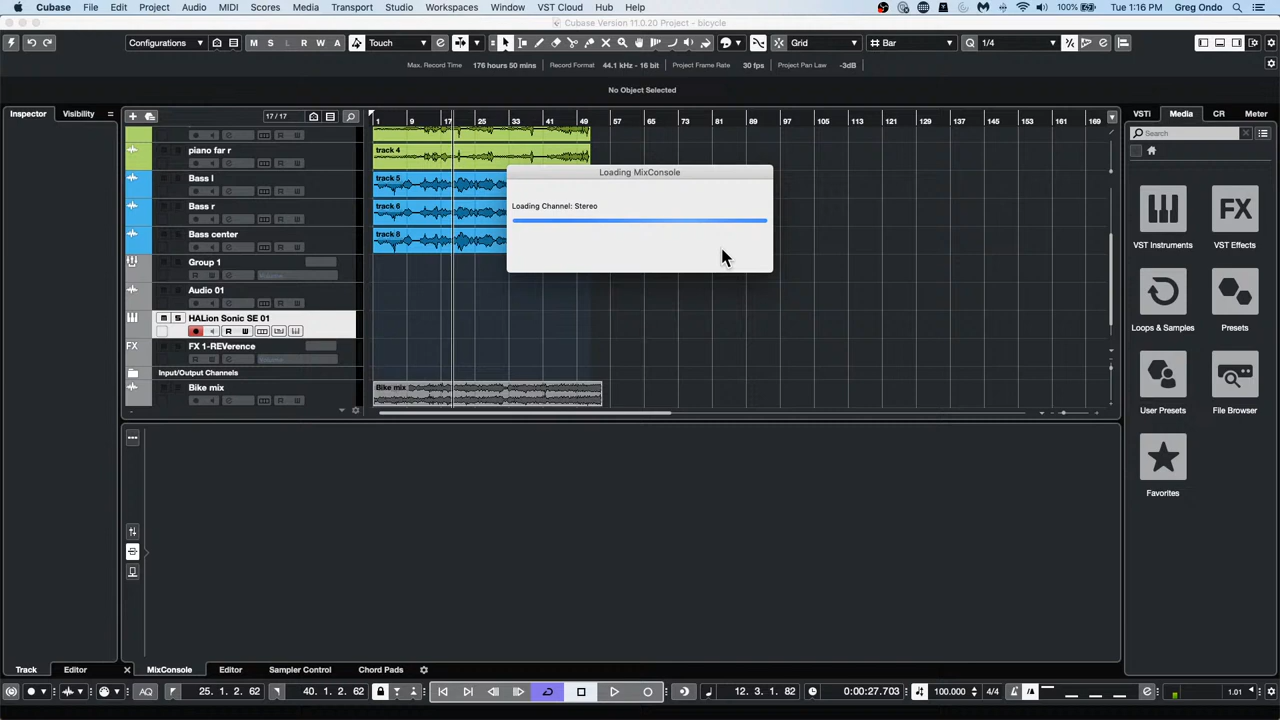 Cubase File Edit Project Audio MIDI Scores Media Transport Studio Workspaces Window VST Cloud Hub Help
100% Tue 1:16 PM Greg Ondo
Cubase Version 11.0.20 Project - bicycle
Configurations M S L R W A Touch Grid Bar Q 1/4
Max. Record Time 176 hours 50 mins Record Format 44.1 kHz - 16 bit Project Frame Rate 30 fps Project Pan Law -3dB
No Object Selected
Inspector Visibility 17 / 17 1 9 17 25 33 41 49 57 65 73 81 89 97 105 113 121 129 137 145 153 161 169 VSTi Media CR Meter
Search
piano far r
track 4
Bass l
track 5
Bass r
track 6
Bass center
track 8
Group 1
R W Volume
Audio 01
M S HALion Sonic SE 01
R W
FX FX 1-REVerence
Volume
Input/Output Channels
Bike mix
Bike mix
Loading MixConsole
Loading Channel: Stereo
VST Instruments
FX
VST Effects
Loops & Samples
Presets
User Presets
File Browser
Favorites
Track Editor MixConsole Editor Sampler Control Chord Pads
AQ 25. 1. 2. 62 40. 1. 2. 62 12. 3. 1. 82 0:00:27.703 100.000 4/4 1.01